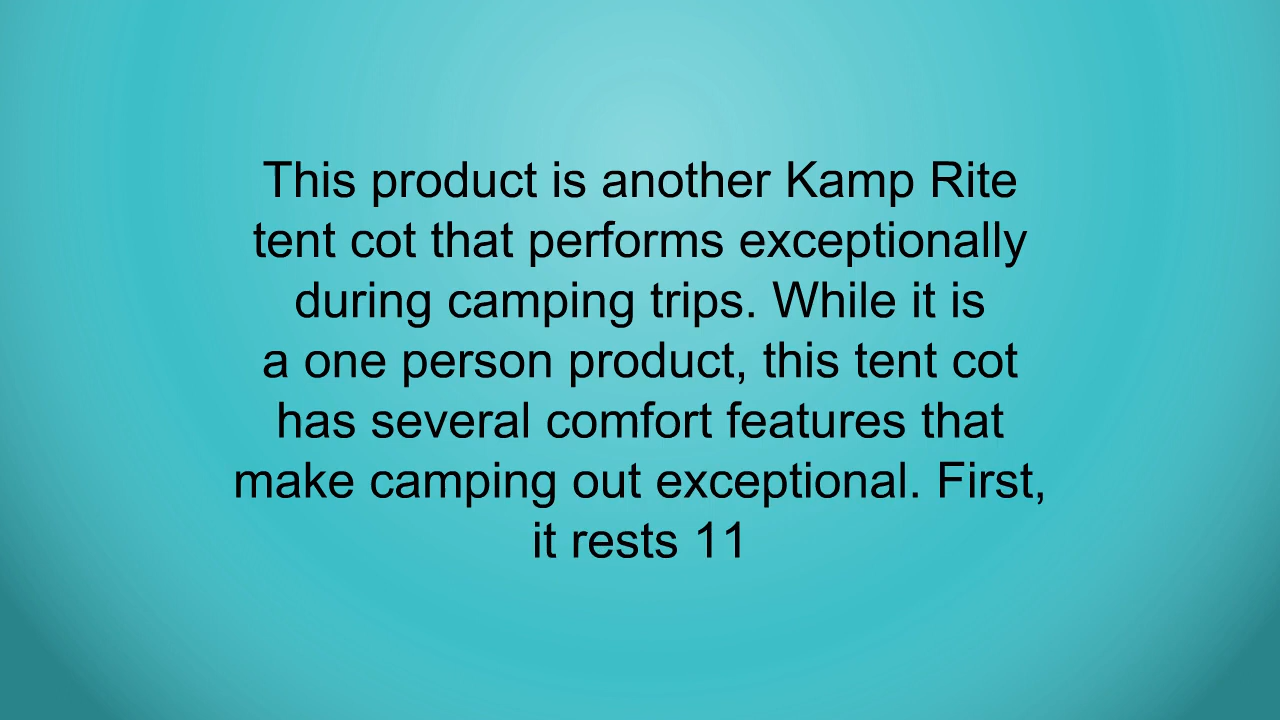 This product is another Kamp Rite
tent cot that performs exceptionally
during camping trips. While it is
a one person product, this tent cot
has several comfort features that
make camping out exceptional. First,
it rests 11